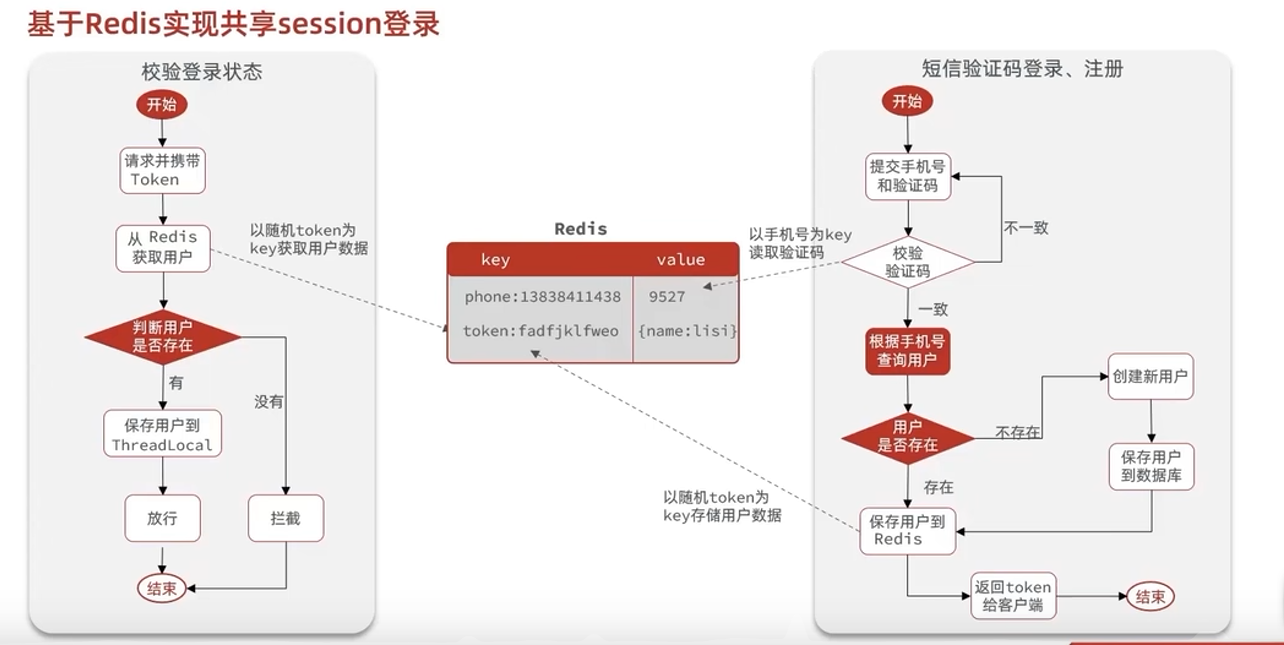 基于Redis实现共享session登录
校验登录状态
开始
请求并携带
Token
从 Redis
获取用户
以随机token为
key获取用户数据
判断用户
是否存在
有
没有
保存用户到
ThreadLocal
放行
拦截
结束
Redis
key value
phone:13838411438 9527
token:fadfjklfweo {name:lisi}
以手机号为key
读取验证码
以随机token为
key存储用户数据
短信验证码登录、注册
开始
提交手机号
和验证码
不一致
校验
验证码
一致
根据手机号
查询用户
创建新用户
用户
是否存在
不存在
保存用户
到数据库
存在
保存用户到
Redis
返回token
给客户端
结束